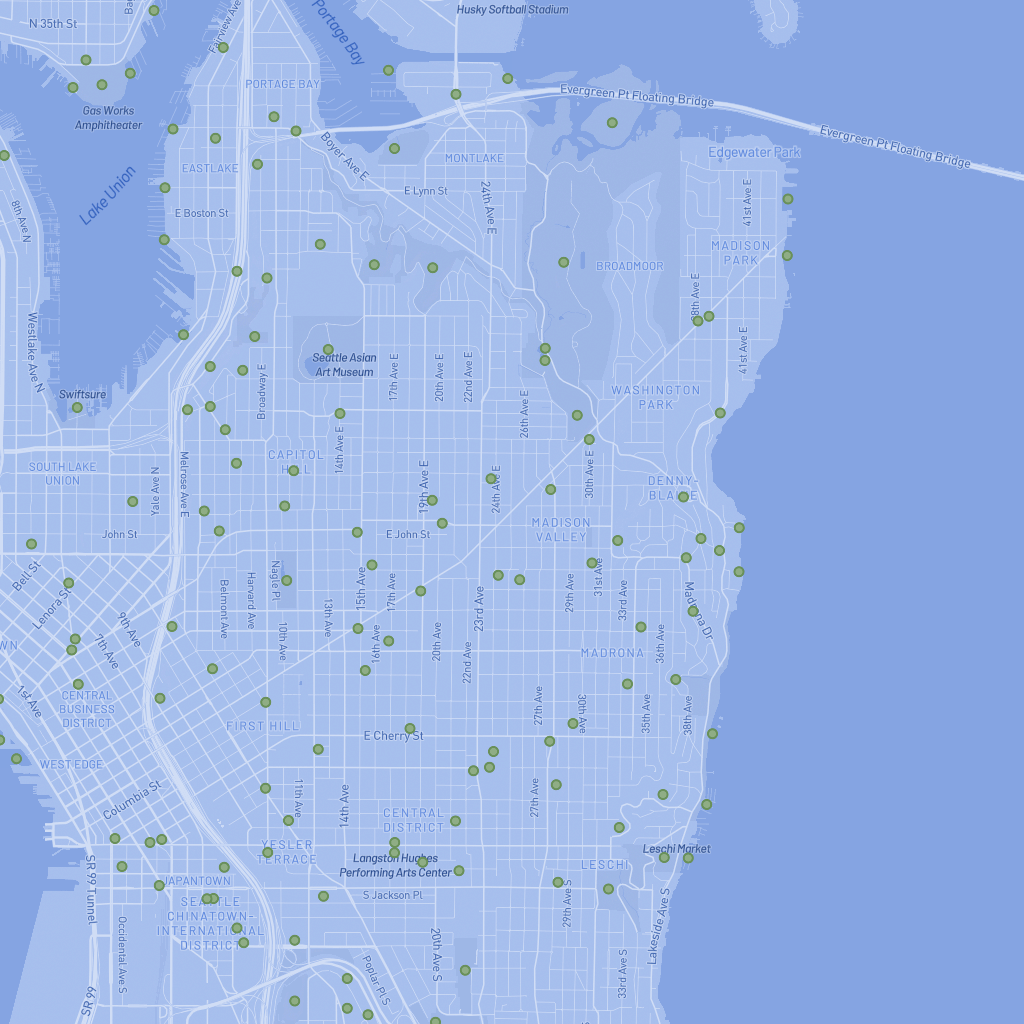 Husky Softball Stadium
N 35th St
Fairview Ave
Portage Bay
PORTAGE BAY
Gas Works
Amphitheater
Evergreen Pt Floating Bridge
Evergreen Pt Floating Bridge
Boyer Ave E
MONTLAKE
Edgewater Park
EASTLAKE
E Lynn St
24th Ave E
41st Ave E
Lake Union
8th Ave N
E Boston St
MADISON
PARK
BROADMOOR
38th Ave E
Westlake Ave N
41st Ave E
Seattle Asian
Art Museum
17th Ave E
20th Ave E
22nd Ave E
Broadway E
Swiftsure
WASHINGTON
PARK
26th Ave E
14th Ave E
CAPITOL
HILL
SOUTH LAKE
UNION
Yale Ave N
Melrose Ave E
19th Ave E
24th Ave E
30th Ave E
DENNY-
BLAINE
John St
E John St
MADISON
VALLEY
Bell St
Lenora St
Belmont Ave
Harvard Ave
Nagle Pl
10th Ave
13th Ave
15th Ave
17th Ave
16th Ave
20th Ave
22nd Ave
23rd Ave
29th Ave
31st Ave
33rd Ave
36th Ave
Madrona Dr
9th Ave
7th Ave
WN
1st Ave
MADRONA
CENTRAL
BUSINESS
DISTRICT
FIRST HILL
E Cherry St
27th Ave
30th Ave
35th Ave
38th Ave
WEST EDGE
Columbia St
11th Ave
14th Ave
27th Ave
CENTRAL
DISTRICT
YESLER
TERRACE
Langston Hughes
Performing Arts Center
LESCHI
Leschi Market
SR 99 Tunnel
JAPANTOWN
S Jackson Pl
SEATTLE
CHINATOWN-
INTERNATIONAL
DISTRICT
Occidental Ave S
29th Ave S
Lakeside Ave S
20th Ave S
Poplar Pl S
33rd Ave S
SR 99